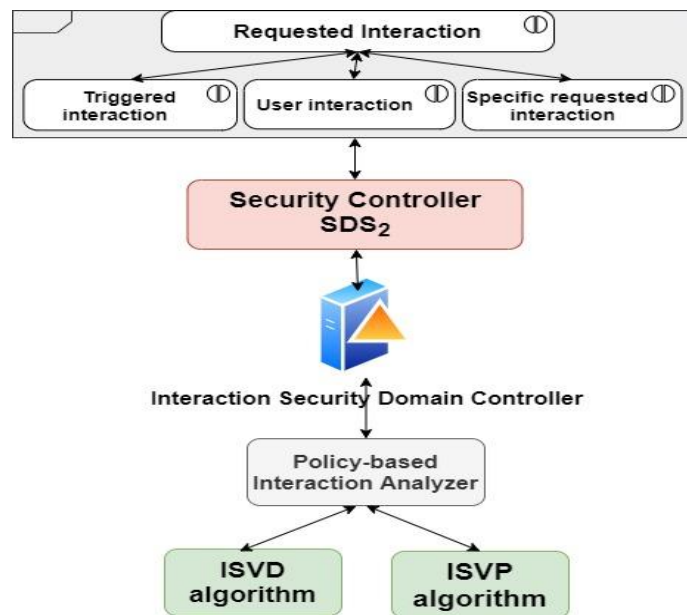 Requested Interaction
Triggered
interaction
User interaction
Specific requested
interaction
Security Controller
SDS₂
Interaction Security Domain Controller
Policy-based
Interaction Analyzer
ISVD
algorithm
ISVP
algorithm